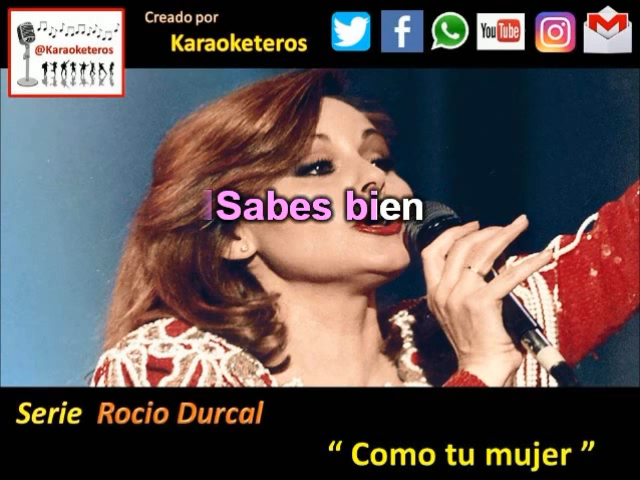 Creado por
Karaoketeros
@Karaoketeros
You Tube
Sabes bien
Serie Rocio Durcal
“ Como tu mujer ”